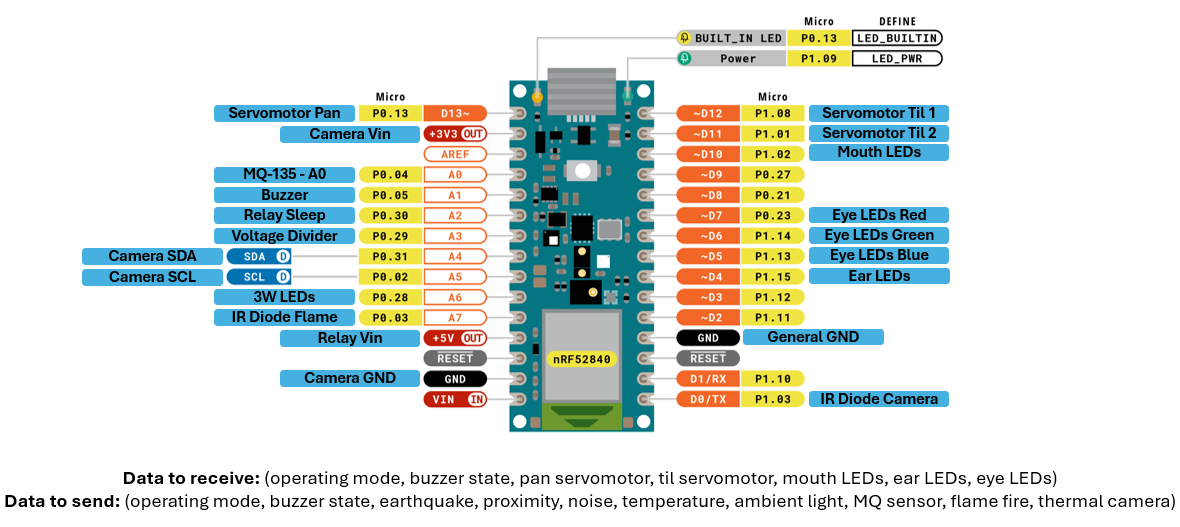 Micro DEFINE
BUILT_IN LED P0.13 LED_BUILTIN
Power P1.09 LED_PWR
Micro Micro
Servomotor Pan P0.13 D13~ ~D12 P1.08 Servomotor Til 1
Camera Vin +3V3 OUT ~D11 P1.01 Servomotor Til 2
AREF ~D10 P1.02 Mouth LEDs
MQ-135 - A0 P0.04 A0 ~D9 P0.27
Buzzer P0.05 A1 ~D8 P0.21
Relay Sleep P0.30 A2 ~D7 P0.23 Eye LEDs Red
Voltage Divider P0.29 A3 ~D6 P1.14 Eye LEDs Green
Camera SDA SDA D P0.31 A4 ~D5 P1.13 Eye LEDs Blue
Camera SCL SCL D P0.02 A5 ~D4 P1.15 Ear LEDs
3W LEDs P0.28 A6 ~D3 P1.12
IR Diode Flame P0.03 A7 ~D2 P1.11
Relay Vin +5V OUT GND General GND
RESET nRF52840 RESET
Camera GND GND D1/RX P1.10
VIN IN D0/TX P1.03 IR Diode Camera
Data to receive: (operating mode, buzzer state, pan servomotor, til servomotor, mouth LEDs, ear LEDs, eye LEDs)
Data to send: (operating mode, buzzer state, earthquake, proximity, noise, temperature, ambient light, MQ sensor, flame fire, thermal camera)